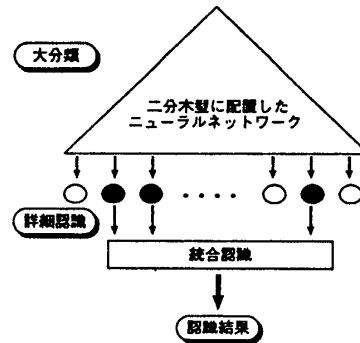 大分類
二分木型に配置した
ニューラルネットワーク
詳細認識
統合認識
認識結果